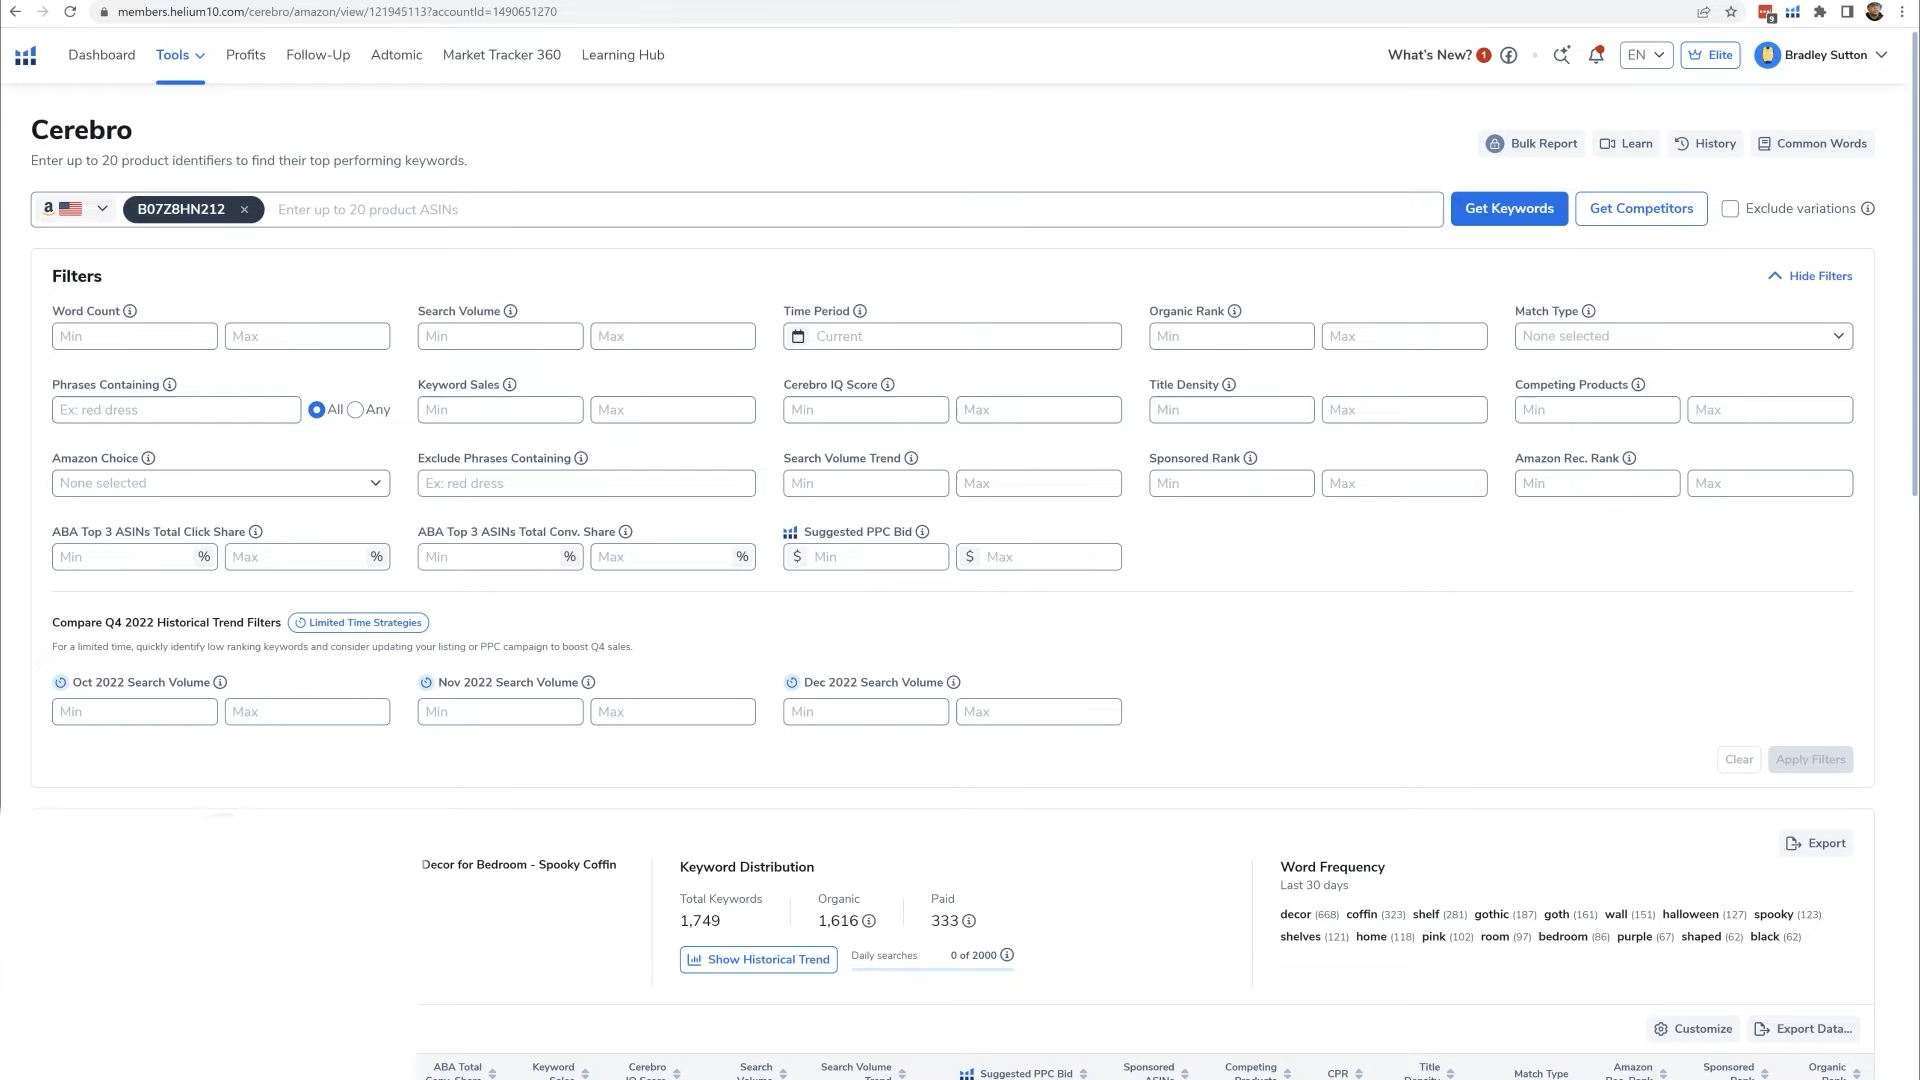 members.helium10.com/cerebro/amazon/view/121945113?accountId=1490651270
9
Dashboard Tools Profits Follow-Up Adtomic Market Tracker 360 Learning Hub What's New? 1 EN Elite Bradley Sutton
Cerebro
Enter up to 20 product identifiers to find their top performing keywords.
Bulk Report Learn History Common Words
a B07Z8HN212 × Enter up to 20 product ASINs Get Keywords Get Competitors Exclude variations
Filters
Hide Filters
Word Count Search Volume Time Period Organic Rank Match Type
Min Max Min Max Current Min Max None selected
Phrases Containing Keyword Sales Cerebro IQ Score Title Density Competing Products
Ex: red dress All Any Min Max Min Max Min Max Min Max
Amazon Choice Exclude Phrases Containing Search Volume Trend Sponsored Rank Amazon Rec. Rank
None selected Ex: red dress Min Max Min Max Min Max
ABA Top 3 ASINs Total Click Share ABA Top 3 ASINs Total Conv. Share Suggested PPC Bid
Min % Max % Min % Max % $ Min $ Max
Compare Q4 2022 Historical Trend Filters Limited Time Strategies
For a limited time, quickly identify low ranking keywords and consider updating your listing or PPC campaign to boost Q4 sales.
Oct 2022 Search Volume Nov 2022 Search Volume Dec 2022 Search Volume
Min Max Min Max Min Max
Clear Apply Filters
Export
Decor for Bedroom - Spooky Coffin
Keyword Distribution
Total Keywords Organic Paid
1,749 1,616 333
Show Historical Trend Daily searches 0 of 2000
Word Frequency
Last 30 days
decor (668) coffin (323) shelf (281) gothic (187) goth (161) wall (151) halloween (127) spooky (123)
shelves (121) home (118) pink (102) room (97) bedroom (86) purple (67) shaped (62) black (62)
Customize Export Data...
ABA Total Keyword Cerebro Search Search Volume Suggested PPC Bid Sponsored Competing CPR Title Match Type Amazon Sponsored Organic
Conv. Share Sales IQ Score Volume Trend ASINs Products Density Rec. Rank Rank Rank